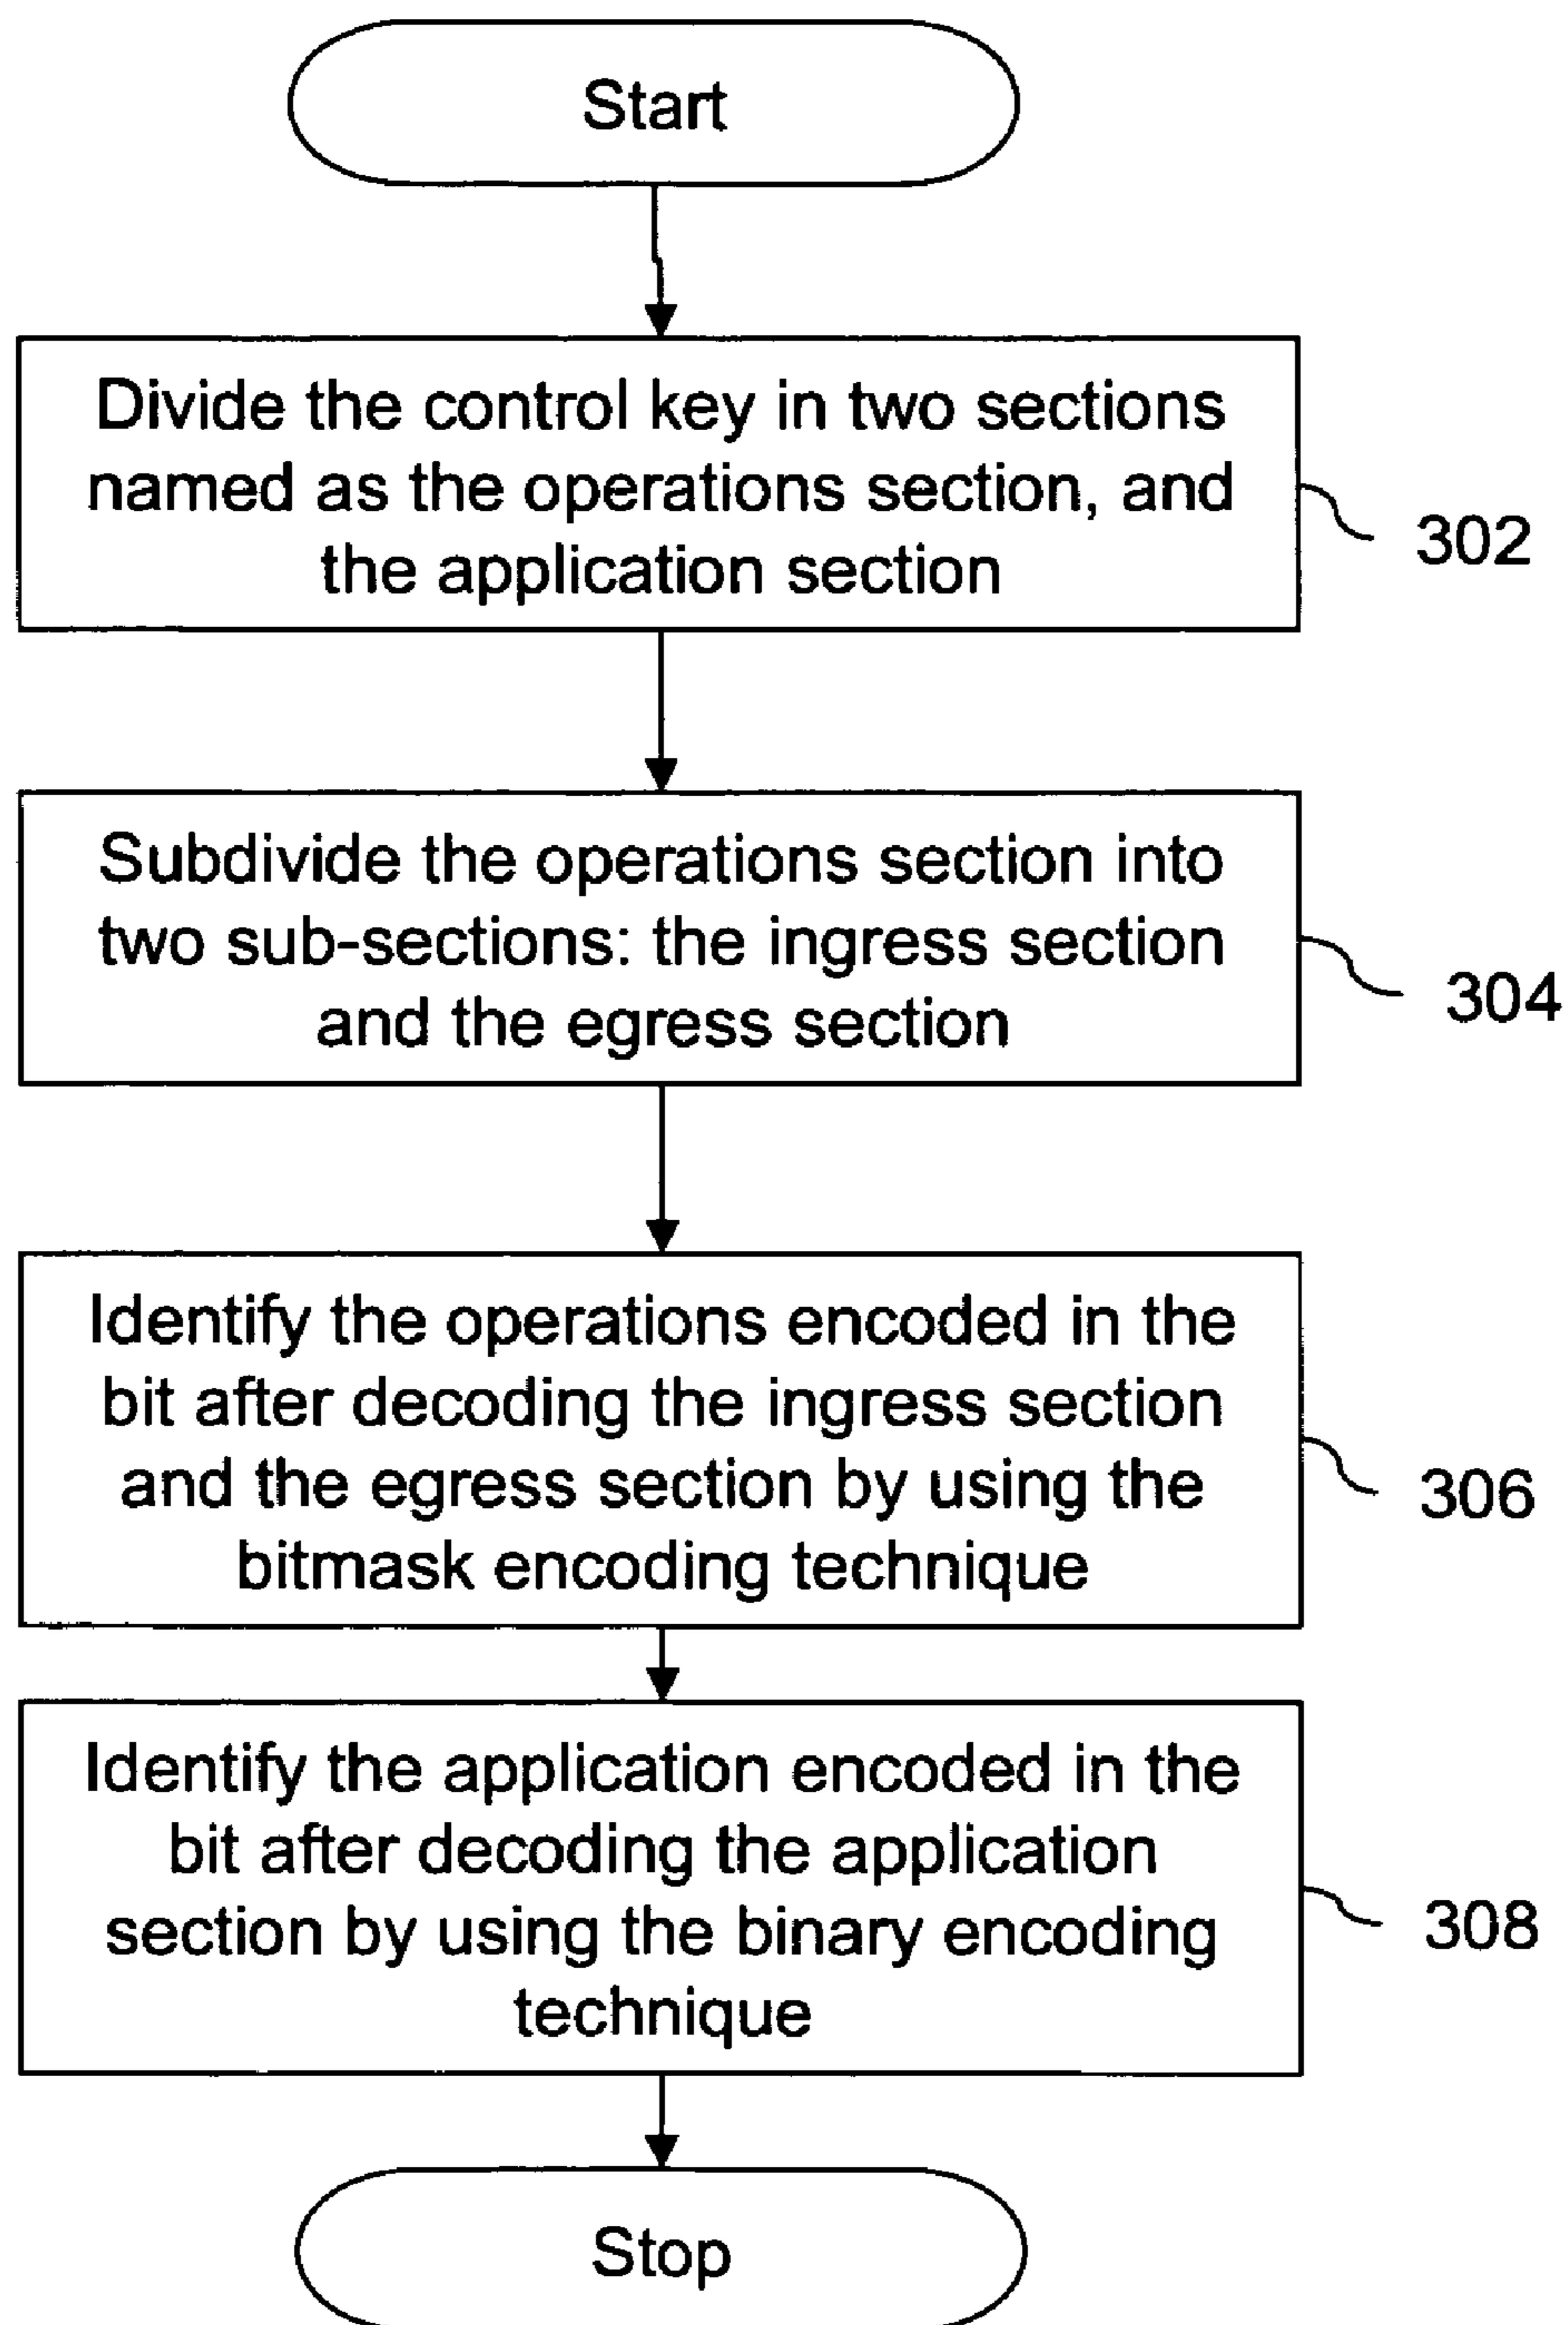 Start
Divide the control key in two sections
named as the operations section, and
the application section
302
Subdivide the operations section into
two sub-sections: the ingress section
and the egress section
304
Identify the operations encoded in the
bit after decoding the ingress section
and the egress section by using the
bitmask encoding technique
306
Identify the application encoded in the
bit after decoding the application
section by using the binary encoding
technique
308
Stop